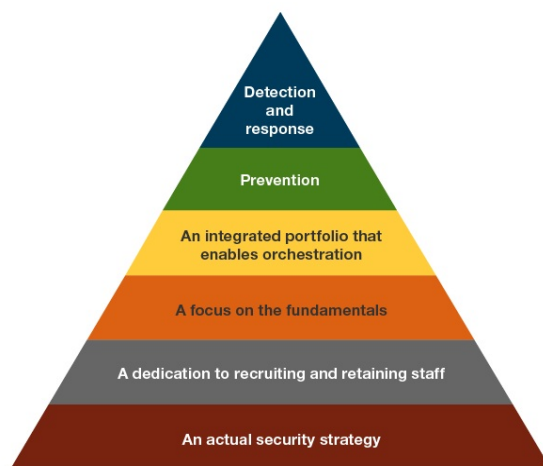 Detection
and
response
Prevention
An integrated portfolio that
enables orchestration
A focus on the fundamentals
A dedication to recruiting and retaining staff
An actual security strategy